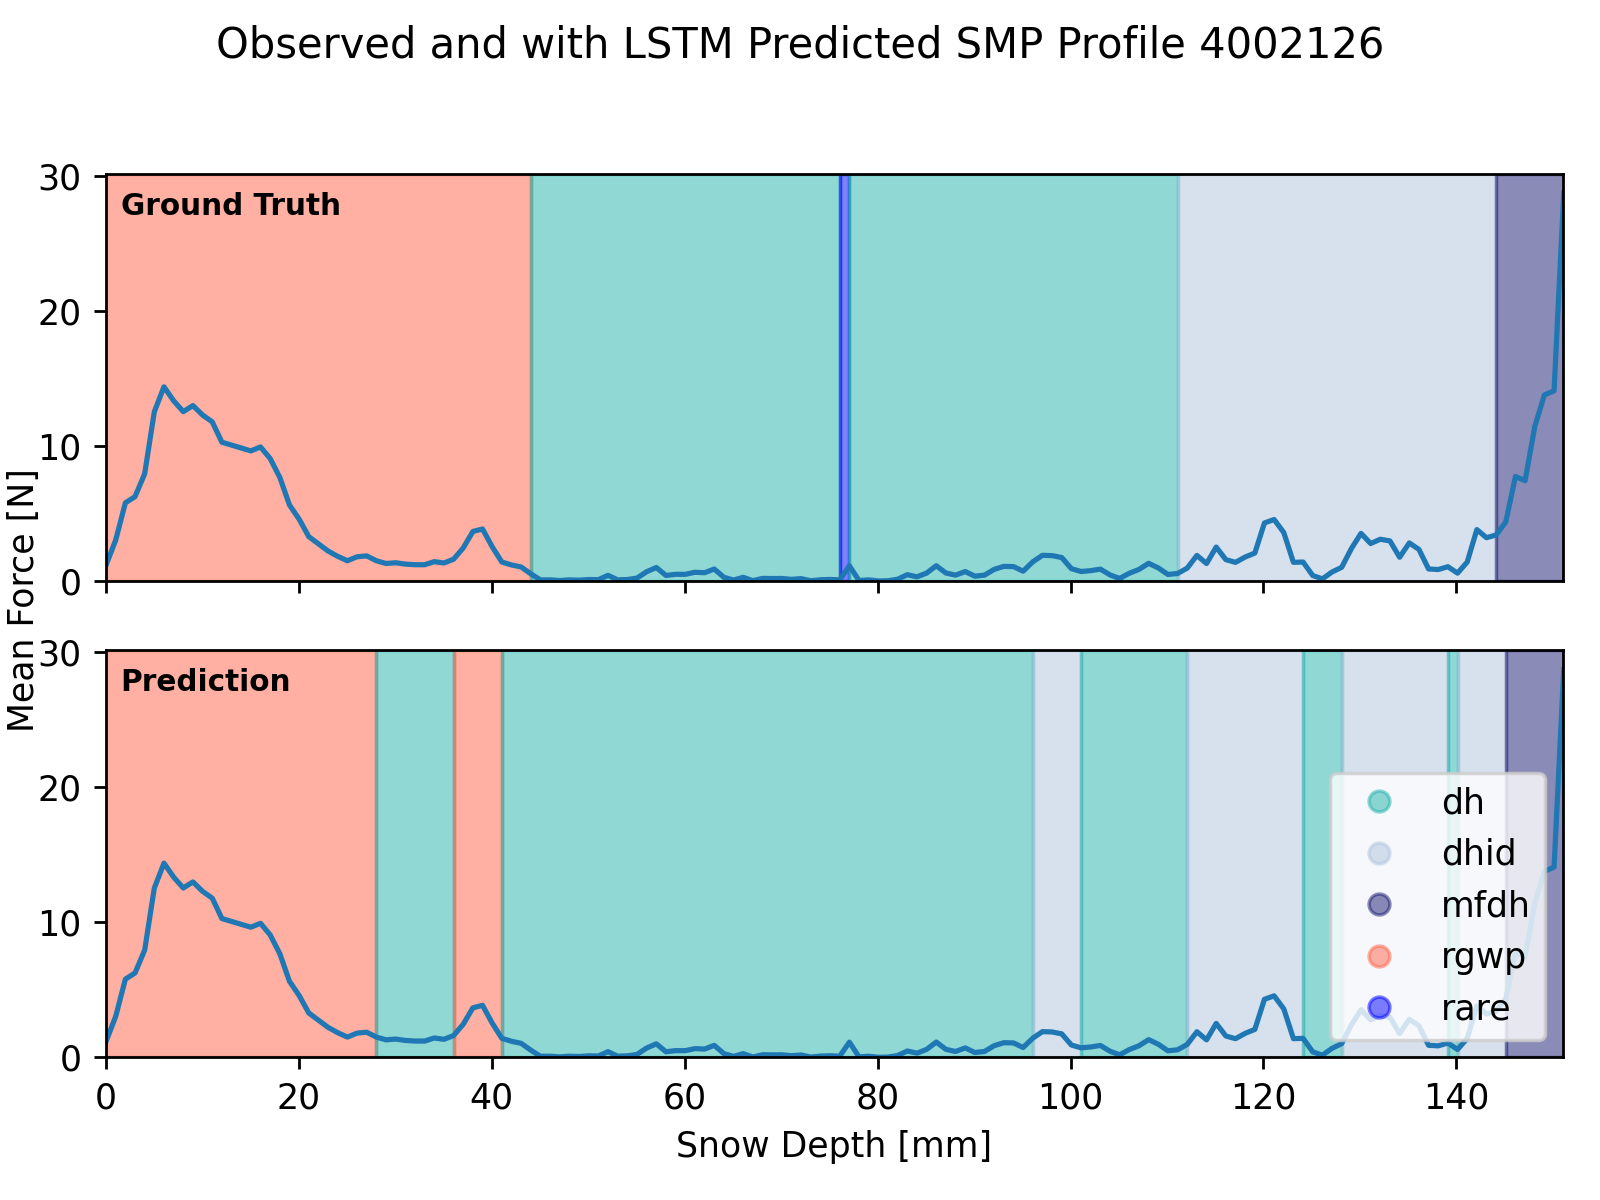 Observed and with LSTM Predicted SMP Profile 4002126
30
Ground Truth
20
10
0
Mean Force [N]
30
Prediction
20
10
0
dh
dhid
mfdh
rgwp
rare
0 20 40 60 80 100 120 140
Snow Depth [mm]